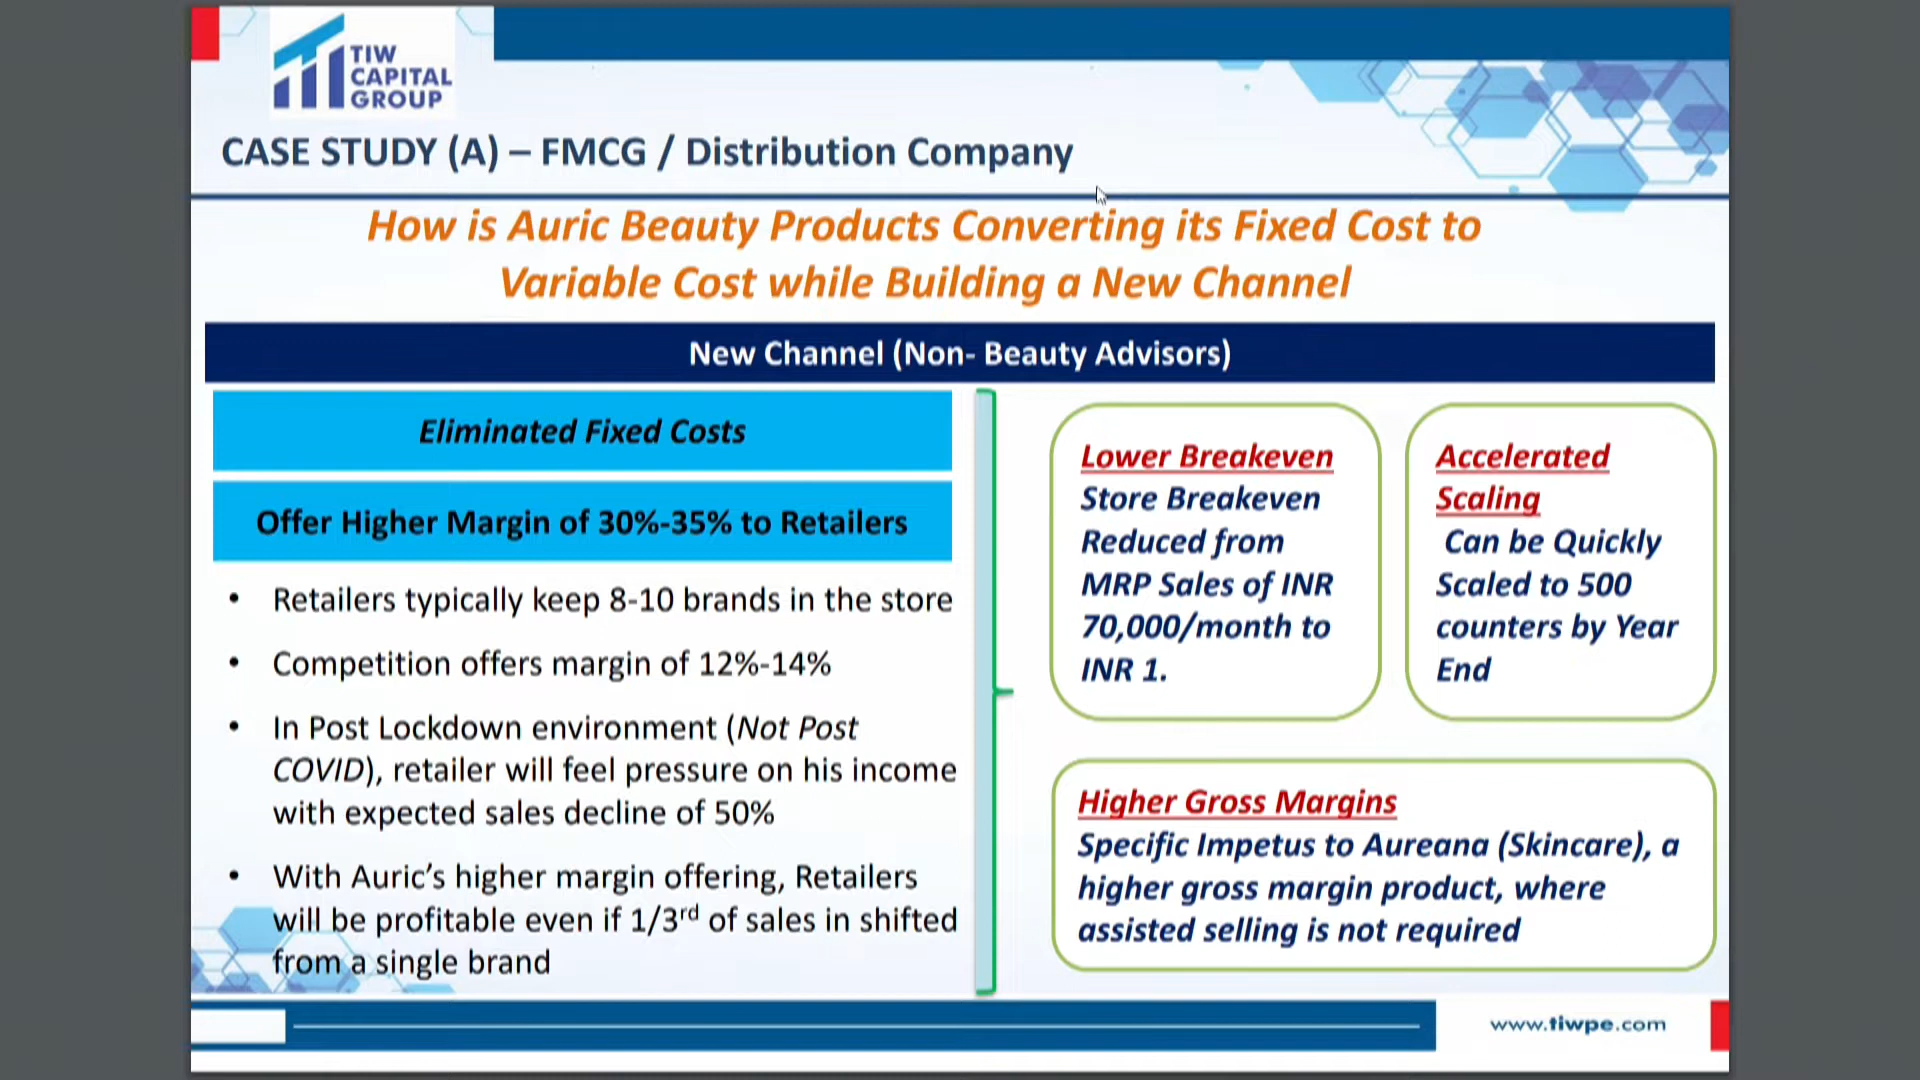 TIW
CAPITAL
GROUP
CASE STUDY (A) – FMCG / Distribution Company
How is Auric Beauty Products Converting its Fixed Cost to
Variable Cost while Building a New Channel
New Channel (Non- Beauty Advisors)
Eliminated Fixed Costs
Offer Higher Margin of 30%-35% to Retailers
• Retailers typically keep 8-10 brands in the store
• Competition offers margin of 12%-14%
• In Post Lockdown environment (Not Post
COVID), retailer will feel pressure on his income
with expected sales decline of 50%
• With Auric’s higher margin offering, Retailers
will be profitable even if 1/3rd of sales in shifted
from a single brand
Lower Breakeven
Store Breakeven
Reduced from
MRP Sales of INR
70,000/month to
INR 1.
Accelerated
Scaling
Can be Quickly
Scaled to 500
counters by Year
End
Higher Gross Margins
Specific Impetus to Aureana (Skincare), a
higher gross margin product, where
assisted selling is not required
www.tiwpe.com